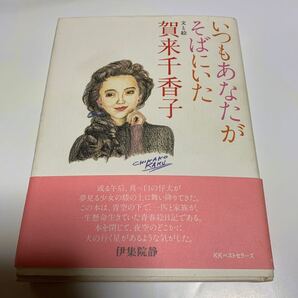 いつもあなたが
そばにいた
文と絵
賀来千香子
CHIKAKO
KAKU
或る午后、真っ白の仔犬が
夢見る少女の膝の上に舞い降りてきた。
この本は、青空の下で、一匹と家族が、
一生懸命生きていた青春絵日記である。
本を閉じて、夜空のどこかに、
犬の行く星があるような気がした。
伊集院静
KKベストセラーズ